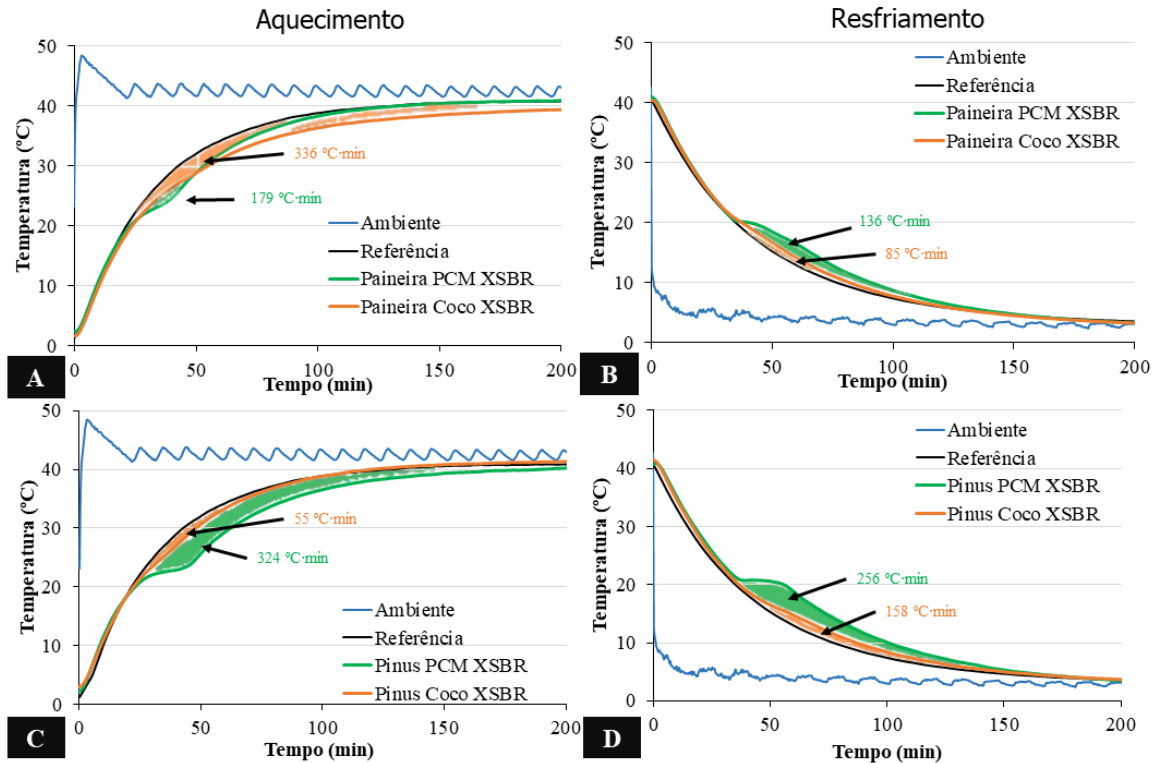 Aquecimento
Resfriamento
50
40
30
20
10
0
0
50
100
150
200
Temperatura (ºC)
Tempo (min)
336 ºC·min
179 ºC·min
Ambiente
Referência
Paineira PCM XSBR
Paineira Coco XSBR
A
50
40
30
20
10
0
0
50
100
150
200
Temperatura (ºC)
Tempo (min)
Ambiente
Referência
Paineira PCM XSBR
Paineira Coco XSBR
136 ºC·min
85 ºC·min
B
50
40
30
20
10
0
0
50
100
150
200
Temperatura (ºC)
Tempo (min)
55 ºC·min
324 ºC·min
Ambiente
Referência
Pinus PCM XSBR
Pinus Coco XSBR
C
50
40
30
20
10
0
0
50
100
150
200
Temperatura (ºC)
Tempo (min)
Ambiente
Referência
Pinus PCM XSBR
Pinus Coco XSBR
256 ºC·min
158 ºC·min
D